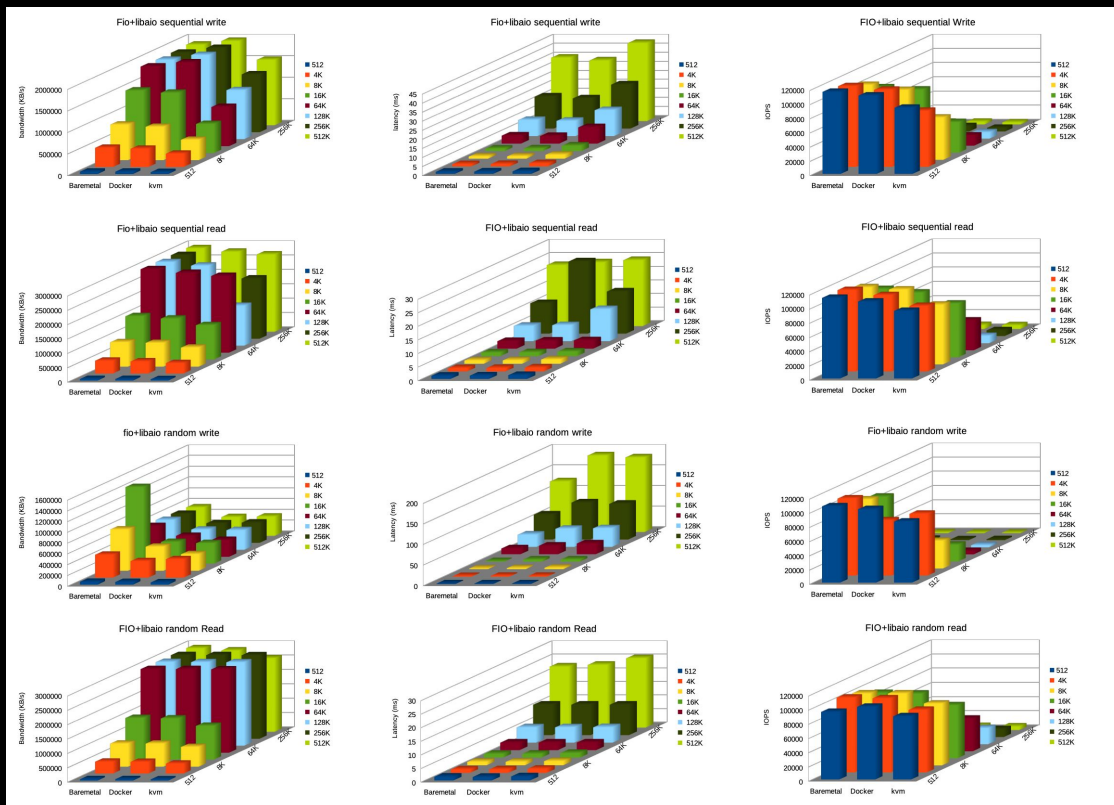 Fio+libaio sequential write
bandwidth (KB/s)
2000000
1500000
1000000
500000
0
Baremetal Docker kvm
512
8K
64K
256K
512
4K
8K
16K
64K
128K
256K
512K
Fio+libaio sequential write
latency (ms)
45
40
35
30
25
20
15
10
5
0
Baremetal Docker kvm
512
8K
64K
256K
512
4K
8K
16K
64K
128K
256K
512K
FIO+libaio sequential Write
IOPS
120000
100000
80000
60000
40000
20000
0
Baremetal Docker kvm
512
8K
64K
256K
512
4K
8K
16K
64K
128K
256K
512K
Fio+libaio sequential read
Bandwidth (KB/s)
3000000
2500000
2000000
1500000
1000000
500000
0
Baremetal Docker kvm
512
8K
64K
256K
512
4K
8K
16K
64K
128K
256K
512K
FIO+libaio sequential read
Latency (ms)
30
25
20
15
10
5
0
Baremetal Docker kvm
512
8K
64K
256K
512
4K
8K
16K
64K
128K
256K
512K
FIO+libaio sequential read
IOPS
120000
100000
80000
60000
40000
20000
0
Baremetal Docker kvm
512
8K
64K
256K
512
4K
8K
16K
64K
128K
256K
512K
fio+libaio random write
Bandwidth (KB/s)
1600000
1400000
1200000
1000000
800000
600000
400000
200000
0
Baremetal Docker kvm
512
8K
64K
256K
512
4K
8K
16K
64K
128K
256K
512K
Fio+libaio random write
Latency (ms)
200
150
100
50
0
Baremetal Docker kvm
512
8K
64K
256K
512
4K
8K
16K
64K
128K
256K
512K
Fio+libaio random write
IOPS
120000
100000
80000
60000
40000
20000
0
Baremetal Docker kvm
512
8K
64K
256K
512
4K
8K
16K
64K
128K
256K
512K
FIO+libaio random Read
Bandwidth (KB/s)
3000000
2500000
2000000
1500000
1000000
500000
0
Baremetal Docker kvm
512
8K
64K
256K
512
4K
8K
16K
64K
128K
256K
512K
FIO+libaio random Read
Latency (ms)
30
25
20
15
10
5
0
Baremetal Docker kvm
512
8K
64K
256K
512
4K
8K
16K
64K
128K
256K
512K
FIO+libaio random read
IOPS
120000
100000
80000
60000
40000
20000
0
Baremetal Docker kvm
512
8K
64K
256K
512
4K
8K
16K
64K
128K
256K
512K